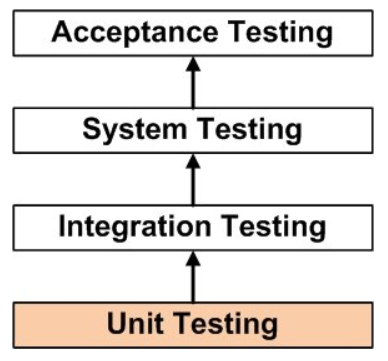 Acceptance Testing
System Testing
Integration Testing
Unit Testing